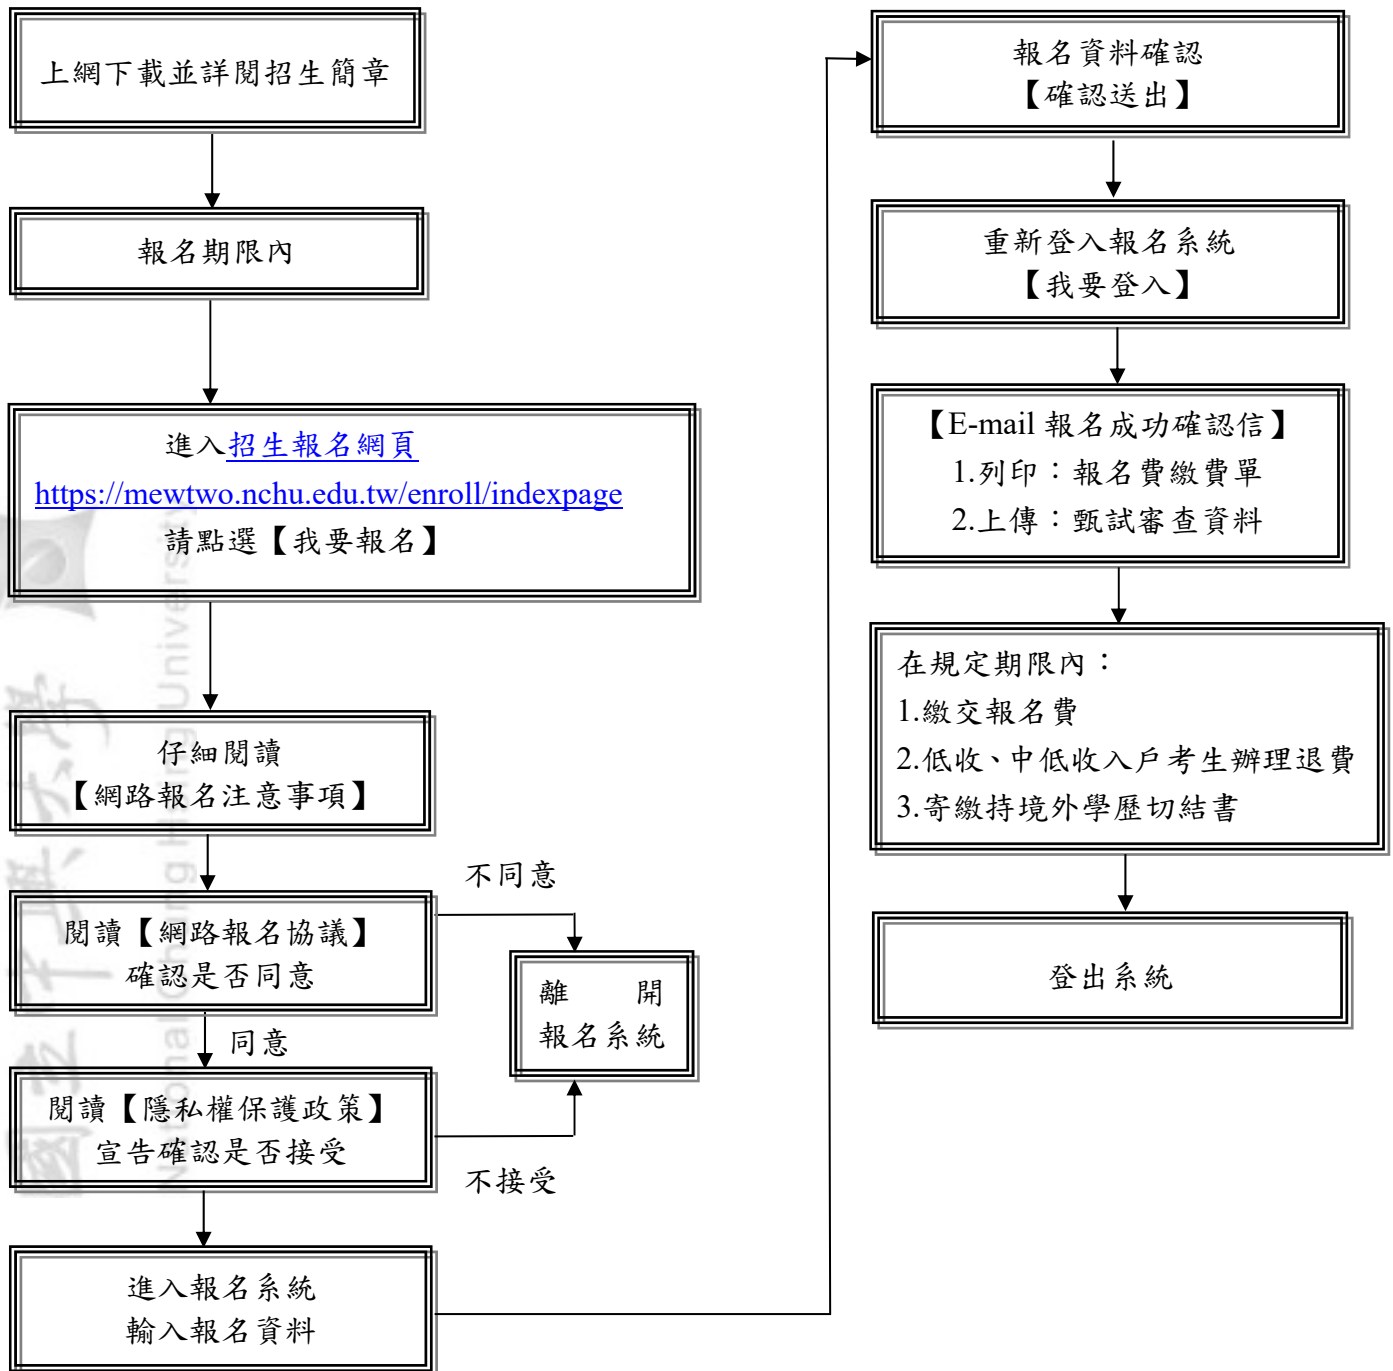 上網下載並詳閱招生簡章
報名期限內
進入招生報名網頁
https://mewtwo.nchu.edu.tw/enroll/indexpage
請點選【我要報名】
仔細閱讀
【網路報名注意事項】
閱讀【網路報名協議】
確認是否同意
不同意
離　　開
報名系統
同意
閱讀【隱私權保護政策】
宣告確認是否接受
不接受
進入報名系統
輸入報名資料
報名資料確認
【確認送出】
重新登入報名系統
【我要登入】
【E-mail 報名成功確認信】
1.列印：報名費繳費單
2.上傳：甄試審查資料
在規定期限內：
1.繳交報名費
2.低收、中低收入戶考生辦理退費
3.寄繳持境外學歷切結書
登出系統
國立中興大學
National Chung Hsing University